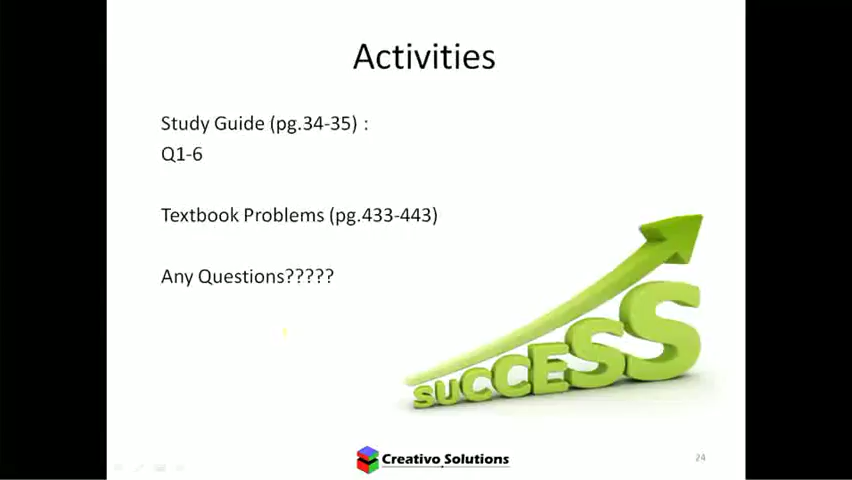 Activities
Study Guide (pg.34-35) :
Q1-6
Textbook Problems (pg.433-443)
Any Questions?????
SUCCESS
Creativo Solutions
24